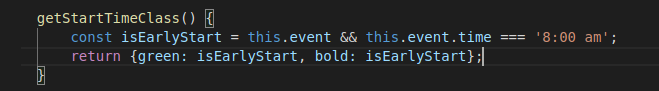 getStartTimeClass() {
    const isEarlyStart = this.event && this.event.time === '8:00 am';
    return {green: isEarlyStart, bold: isEarlyStart};
}